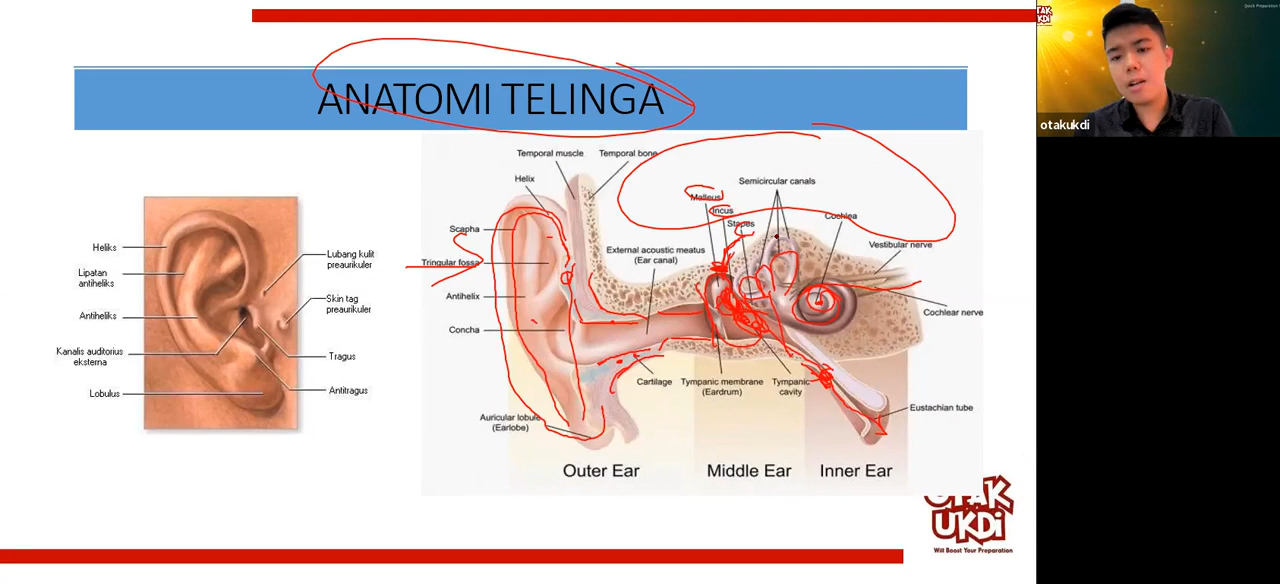 OTAK
UKDI
otakukdi
ANATOMI TELINGA
Heliks
Lipatan
antiheliks
Antiheliks
Kanalis auditorius
eksterna
Lobulus
Lubang kulit
preaurikuler
Skin tag
preaurikuler
Tragus
Antitragus
Temporal muscle
Temporal bone
Helix
Scapha
Tringular fossa
Antihelix
Concha
Auricular lobule
(Earlobe)
External acoustic meatus
(Ear canal)
Malleus
Incus
Stapes
Semicircular canals
Cochlea
Vestibular nerve
Cochlear nerve
Cartilage
Tympanic membrane
(Eardrum)
Tympanic
cavity
Eustachian tube
Outer Ear
Middle Ear
Inner Ear
OTAK
UKDI
Will Boost Your Preparation